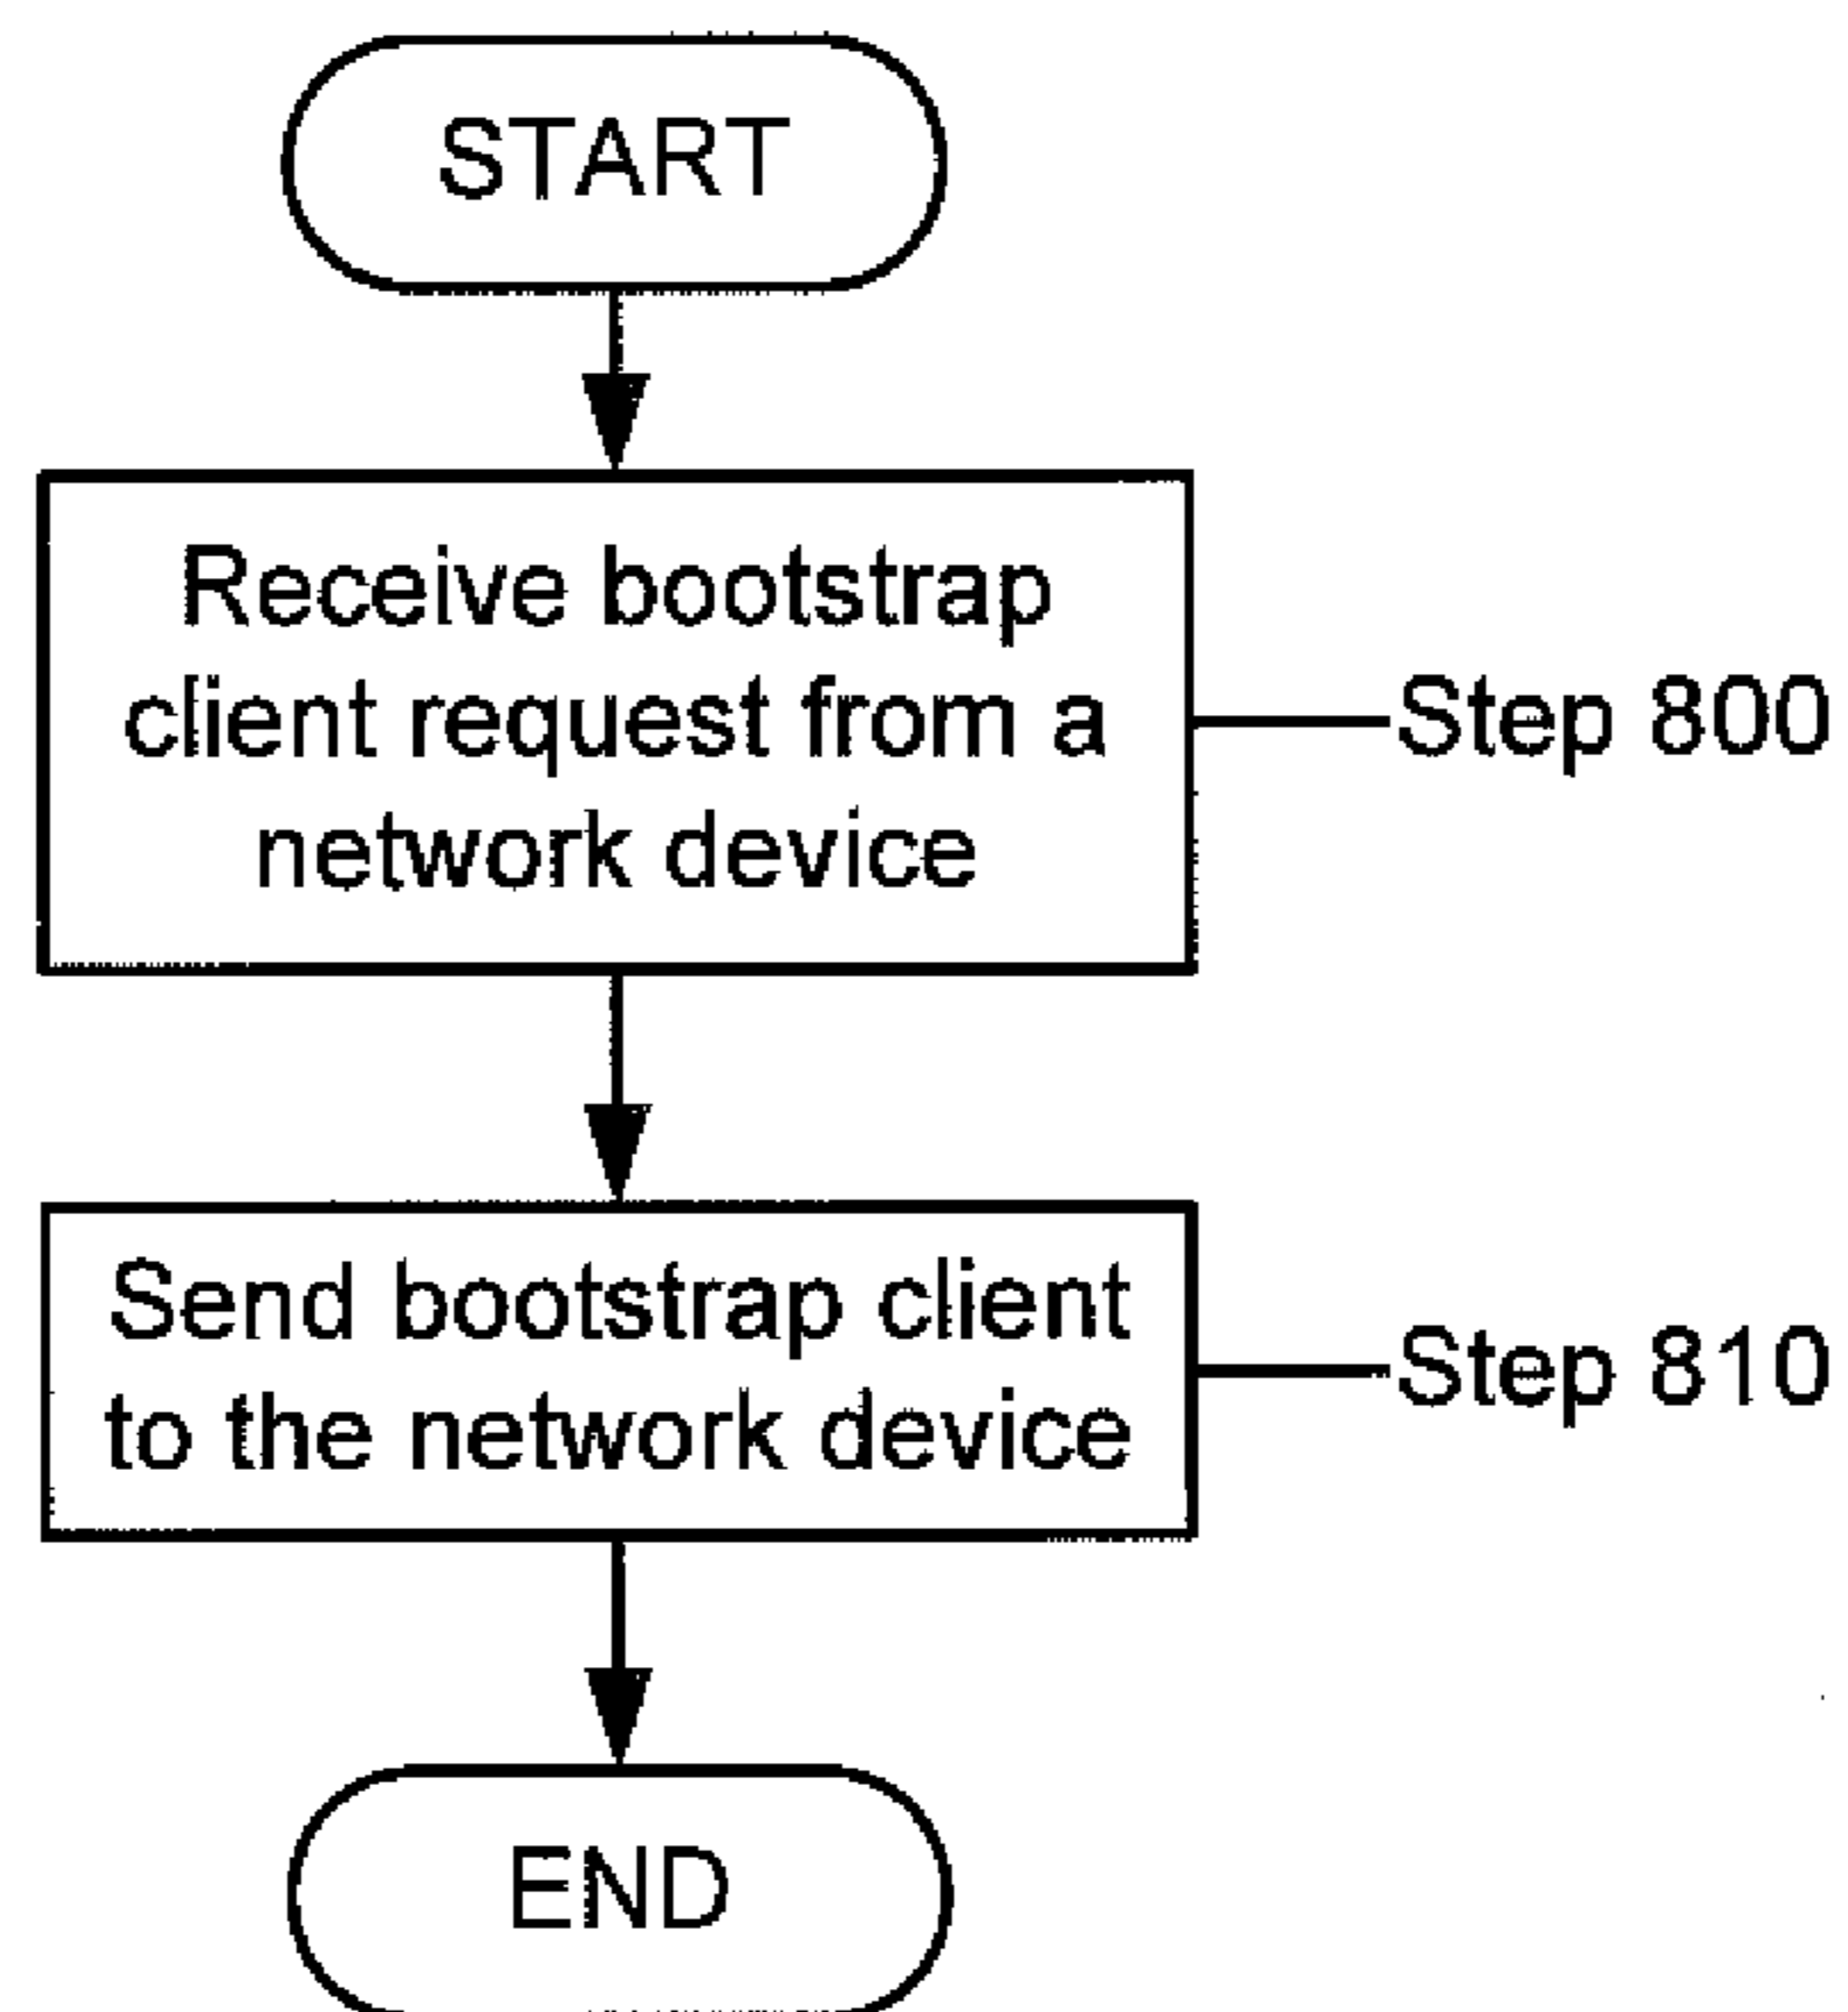 START
Receive bootstrap
client request from a
network device
Step 800
Send bootstrap client
to the network device
Step 810
END